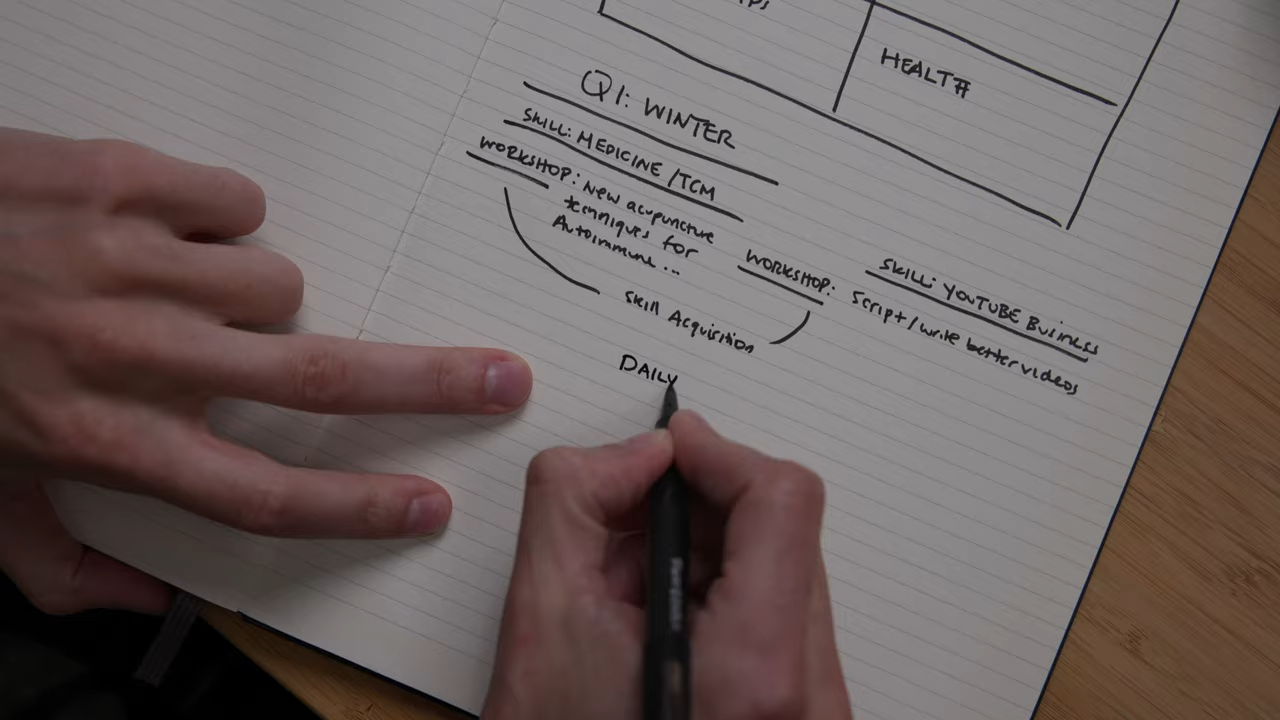 HEALTH
Q1: WINTER
SKILL: MEDICINE / TCM
WORKSHOP: New acupuncture
techniques for
Autoimmune...
SKILL: YOUTUBE Business
WORKSHOP: Script/write better videos
Skill Acquisition
DAILY